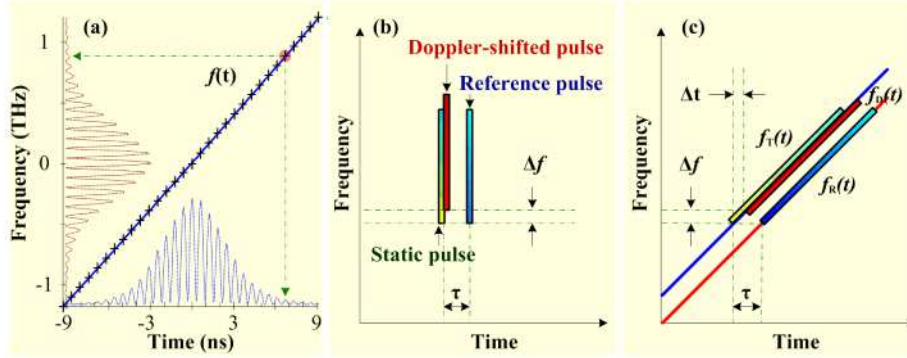 (a)
f(t)
Frequency (THz)
1
0
-1
-9
-3
3
9
Time (ns)
(b)
Doppler-shifted pulse
Reference pulse
Δf
Static pulse
τ
Frequency
Time
(c)
Δt
Δf
f_T(t)
f_D(t)
f_R(t)
τ
Frequency
Time